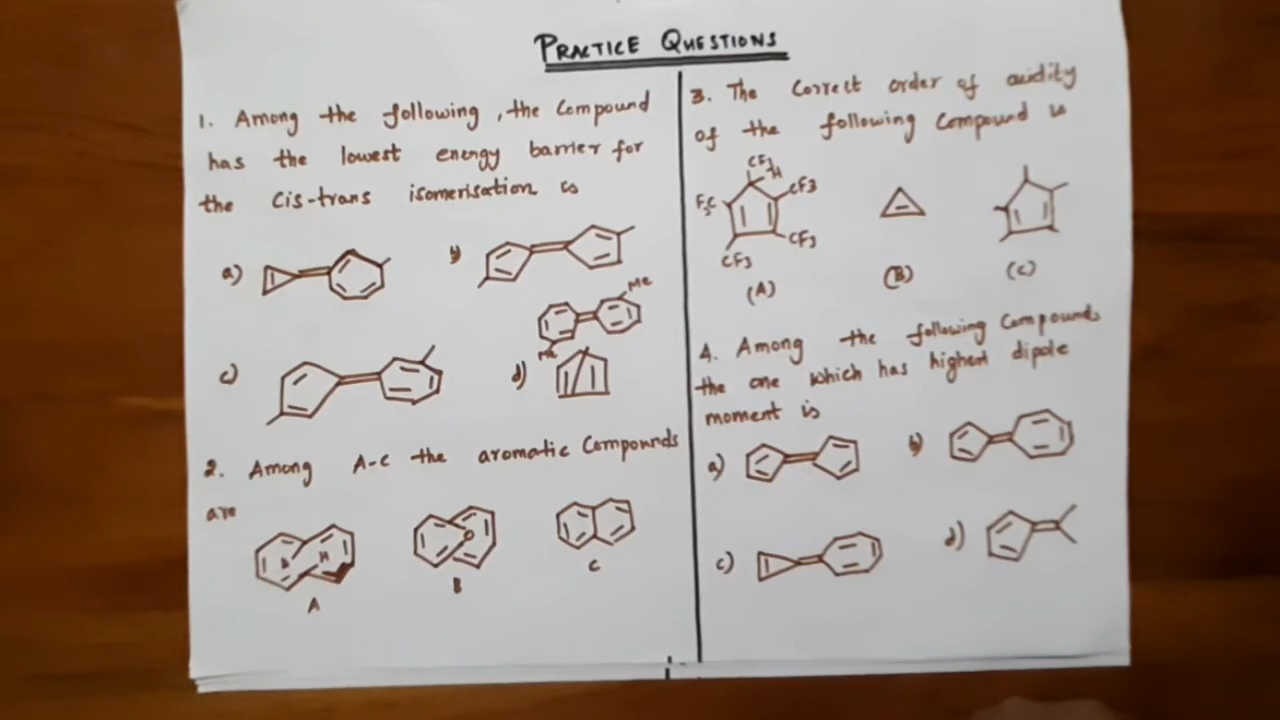 PRACTICE QUESTIONS
1. Among the following, the compound
has the lowest energy barrier for
the cis-trans isomerisation is
a)
b)
Me
Me
c)
d)
2. Among A-C the aromatic compounds
are
A
B
C
3. The correct order of acidity
of the following compound is
CF3
H
F3C
CF3
CF3
CF3
(A)
(B)
(C)
4. Among the following compounds
the one which has highest dipole
moment is
a)
b)
c)
d)